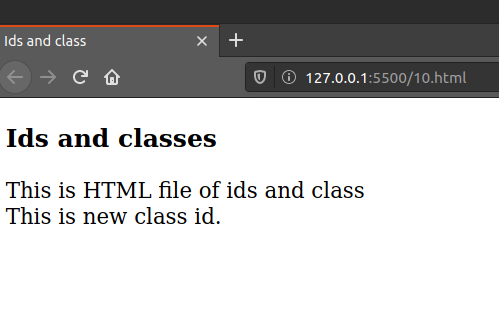 Ids and class
127.0.0.1:5500/10.html
Ids and classes
This is HTML file of ids and class
This is new class id.